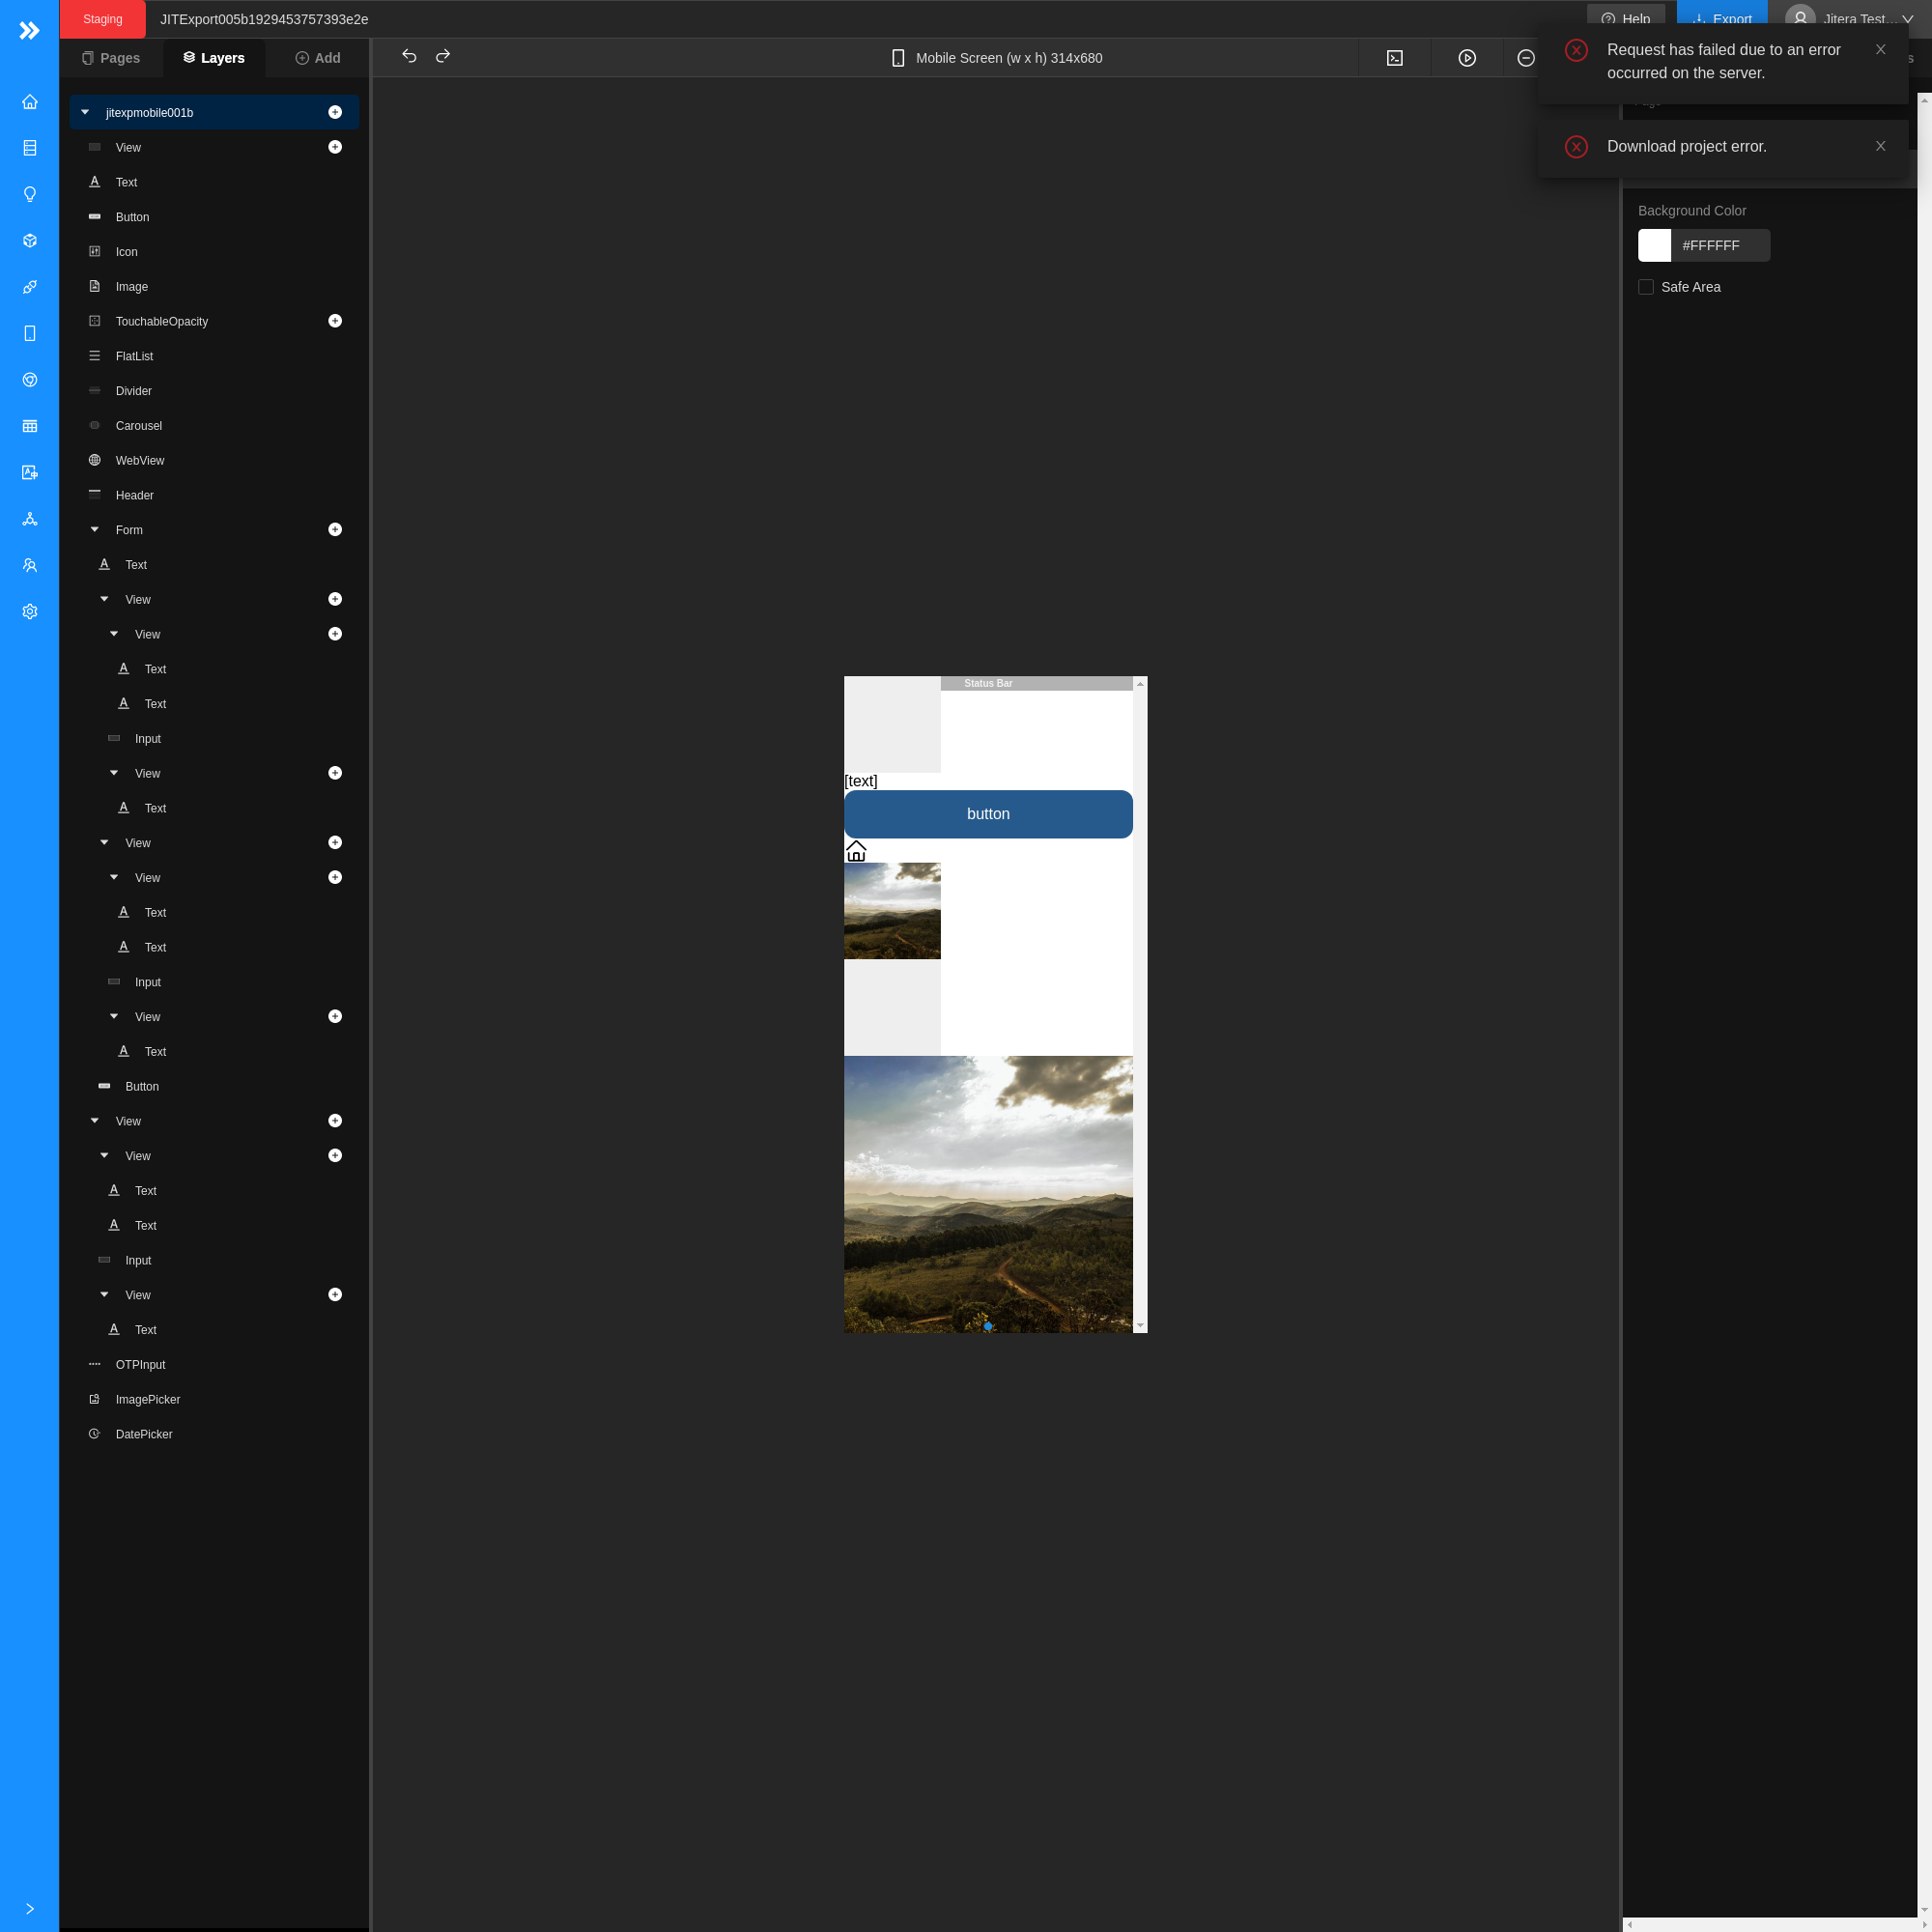 Staging
JITExport005b1929453757393e2e
Help
Export
Jitera Test...
Pages
Layers
Add
Mobile Screen (w x h) 314x680
Request has failed due to an error
occurred on the server.
Download project error.
Background Color
#FFFFFF
Safe Area
jitexpmobile001b
View
Text
Button
Icon
Image
TouchableOpacity
FlatList
Divider
Carousel
WebView
Header
Form
Text
View
View
Text
Text
Input
View
Text
View
View
Text
Text
Input
View
Text
Button
View
View
Text
Text
Input
View
Text
OTPInput
ImagePicker
DatePicker
Status Bar
[text]
button